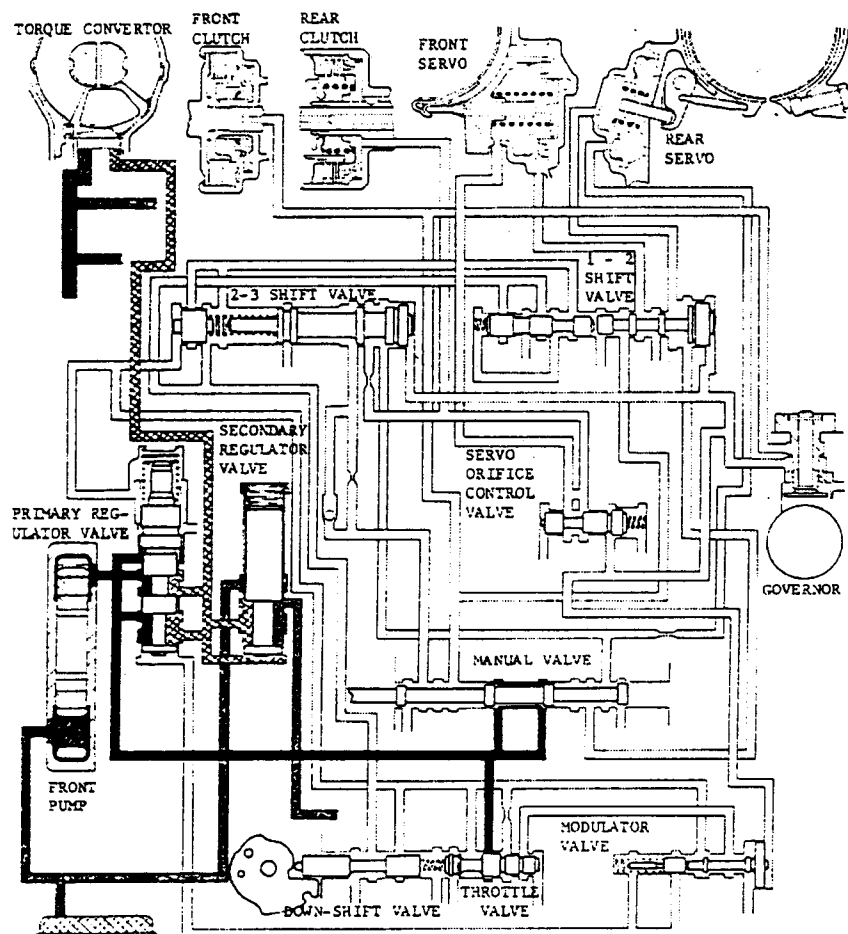 TORQUE CONVERTOR
FRONT
CLUTCH
REAR
CLUTCH
FRONT
SERVO
REAR
SERVO
1 - 2
SHIFT
VALVE
2-3 SHIFT VALVE
SECONDARY
REGULATOR
VALVE
SERVO
ORIFICE
CONTROL
VALVE
PRIMARY REG-
ULATOR VALVE
GOVERNOR
MANUAL VALVE
FRONT
PUMP
MODULATOR
VALVE
DOWN-SHIFT VALVE
THROTTLE
VALVE